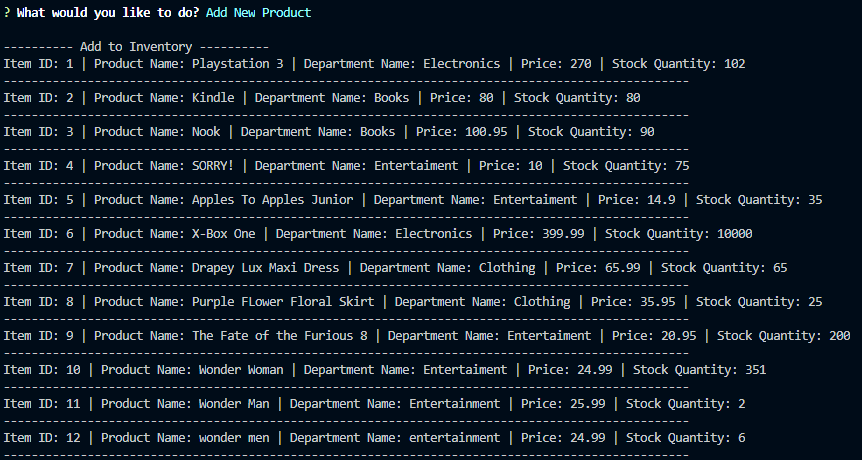 ? What would you like to do? Add New Product
---------- Add to Inventory ----------
Item ID: 1 | Product Name: Playstation 3 | Department Name: Electronics | Price: 270 | Stock Quantity: 102
--------------------------------------------------------------------------------------------------
Item ID: 2 | Product Name: Kindle | Department Name: Books | Price: 80 | Stock Quantity: 80
--------------------------------------------------------------------------------------------------
Item ID: 3 | Product Name: Nook | Department Name: Books | Price: 100.95 | Stock Quantity: 90
--------------------------------------------------------------------------------------------------
Item ID: 4 | Product Name: SORRY! | Department Name: Entertaiment | Price: 10 | Stock Quantity: 75
--------------------------------------------------------------------------------------------------
Item ID: 5 | Product Name: Apples To Apples Junior | Department Name: Entertaiment | Price: 14.9 | Stock Quantity: 35
--------------------------------------------------------------------------------------------------
Item ID: 6 | Product Name: X-Box One | Department Name: Electronics | Price: 399.99 | Stock Quantity: 10000
--------------------------------------------------------------------------------------------------
Item ID: 7 | Product Name: Drapey Lux Maxi Dress | Department Name: Clothing | Price: 65.99 | Stock Quantity: 65
--------------------------------------------------------------------------------------------------
Item ID: 8 | Product Name: Purple FLower Floral Skirt | Department Name: Clothing | Price: 35.95 | Stock Quantity: 25
--------------------------------------------------------------------------------------------------
Item ID: 9 | Product Name: The Fate of the Furious 8 | Department Name: Entertaiment | Price: 20.95 | Stock Quantity: 200
--------------------------------------------------------------------------------------------------
Item ID: 10 | Product Name: Wonder Woman | Department Name: Entertaiment | Price: 24.99 | Stock Quantity: 351
--------------------------------------------------------------------------------------------------
Item ID: 11 | Product Name: Wonder Man | Department Name: Entertainment | Price: 25.99 | Stock Quantity: 2
--------------------------------------------------------------------------------------------------
Item ID: 12 | Product Name: wonder men | Department Name: entertainment | Price: 24.99 | Stock Quantity: 6
--------------------------------------------------------------------------------------------------